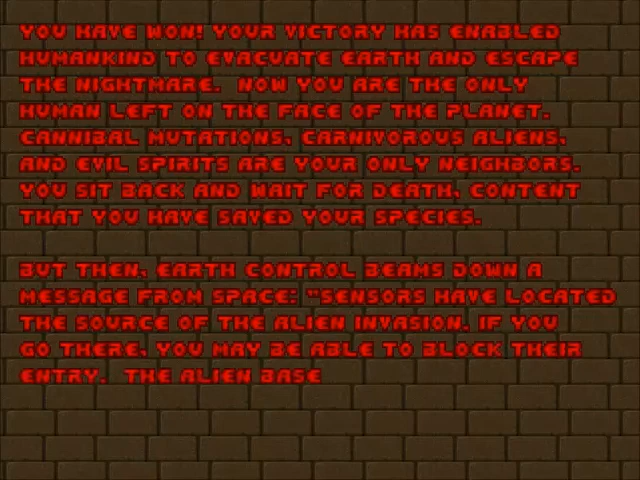 YOU HAVE WON! YOUR VICTORY HAS ENABLED
HUMANKIND TO EVACUATE EARTH AND ESCAPE
THE NIGHTMARE.  NOW YOU ARE THE ONLY
HUMAN LEFT ON THE FACE OF THE PLANET.
CANNIBAL MUTATIONS, CARNIVOROUS ALIENS,
AND EVIL SPIRITS ARE YOUR ONLY NEIGHBORS.
YOU SIT BACK AND WAIT FOR DEATH, CONTENT
THAT YOU HAVE SAVED YOUR SPECIES.

BUT THEN, EARTH CONTROL BEAMS DOWN A
MESSAGE FROM SPACE: "SENSORS HAVE LOCATED
THE SOURCE OF THE ALIEN INVASION. IF YOU
GO THERE, YOU MAY BE ABLE TO BLOCK THEIR
ENTRY.  THE ALIEN BASE